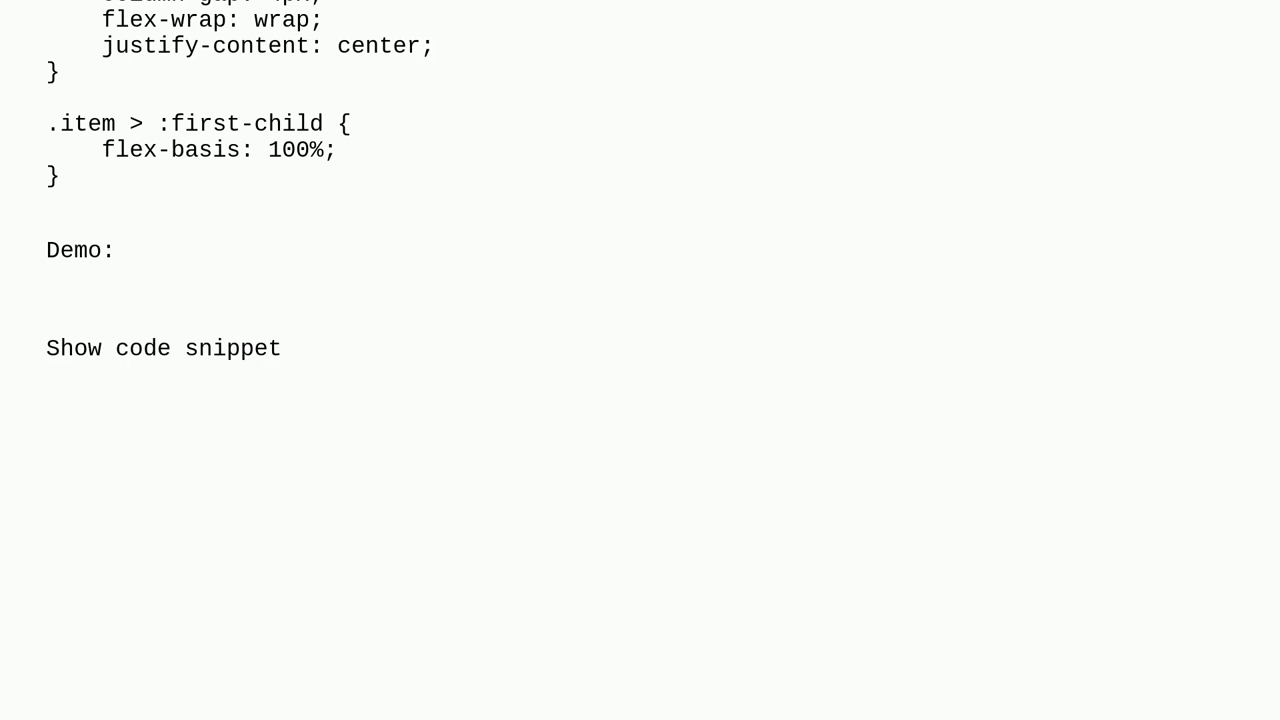 flex-wrap: wrap;
justify-content: center;
}
.item > :first-child {
flex-basis: 100%;
}
Demo:
Show code snippet